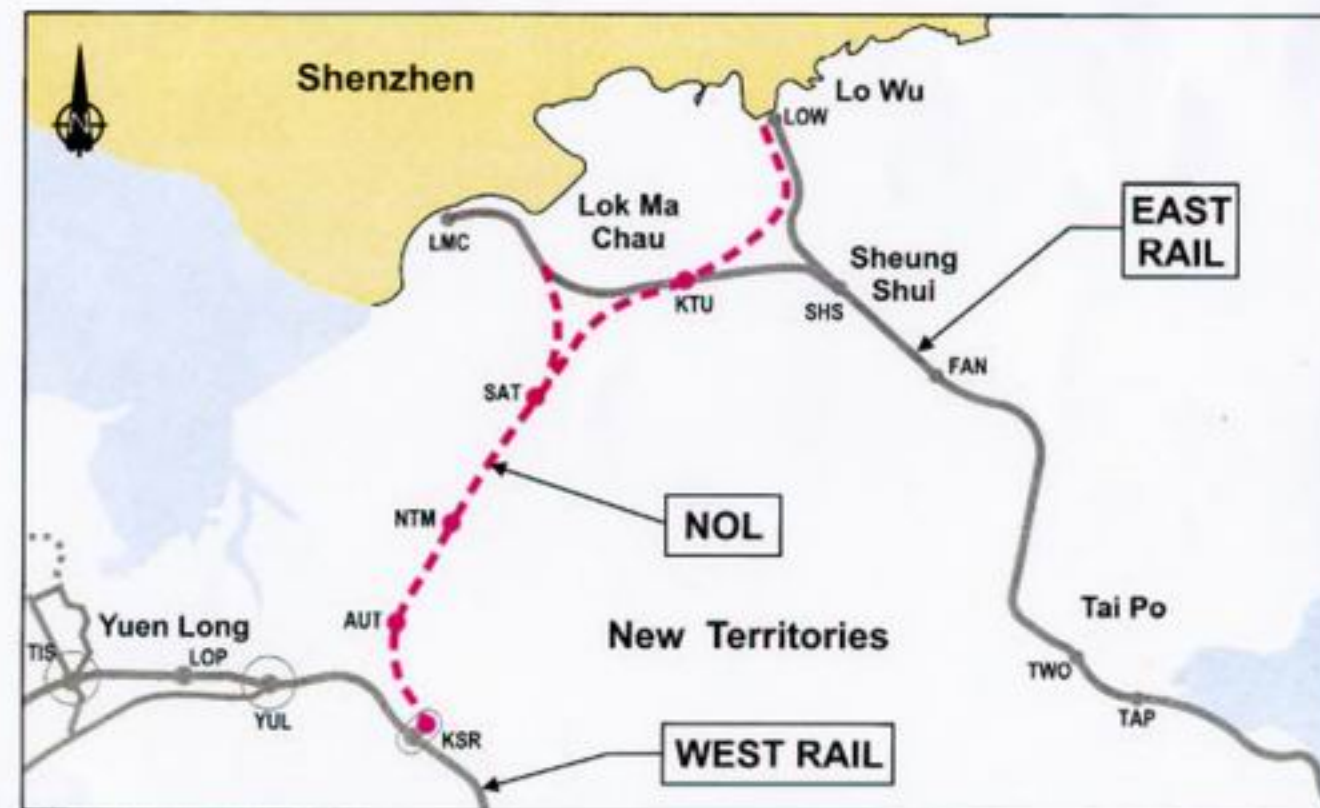 Shenzhen
N
Lo Wu
LOW
Lok Ma
Chau
LMC
EAST
RAIL
Sheung
Shui
KTU
SHS
FAN
SAT
NOL
NTM
AUT
Yuen Long
New Territories
Tai Po
TIS
LOP
TWO
YUL
KSR
TAP
WEST RAIL